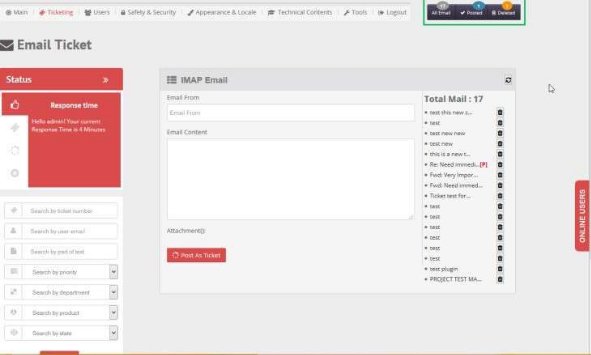 Main Ticketing Users Safety & Security Appearance & Locale Technical Contents Tools Logout
All Email Posted Deleted
Email Ticket
Status »
Response time
Hello admin! Your current
Response Time is 4 Minutes
Search by ticket number
Search by user email
Search by part of text
Search by priority
Search by department
Search by product
Search by state
IMAP Email
Email From
Email From
Email Content
Attachment():
Post As Ticket
Total Mail : 17
test this new s...
test
test new new
test new
this is a new t...
Re: Need immedi...[P]
Fwd: Very Impor...
Fwd: Need immed...
Ticket test for...
test
test
test
test
test
test
test plugin
PROJECT TEST MA...
ONLINE USERS